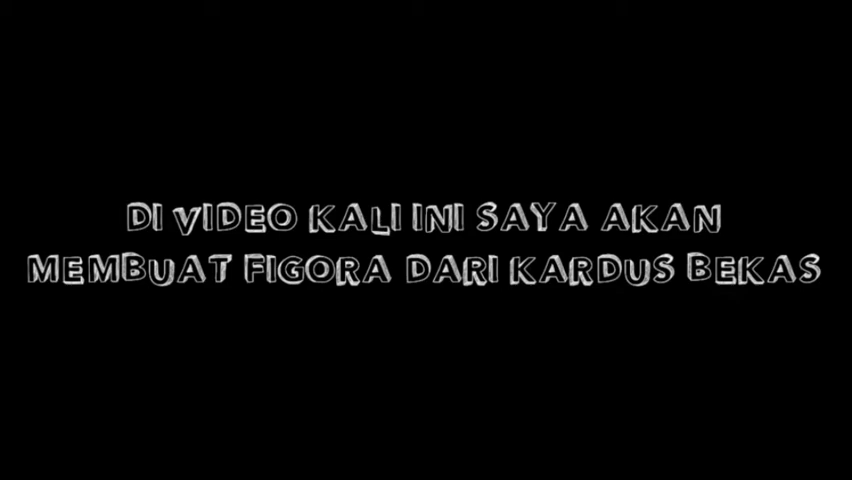 DI VIDEO KALI INI SAYA AKAN
MEMBUAT FIGORA DARI KARDUS BEKAS